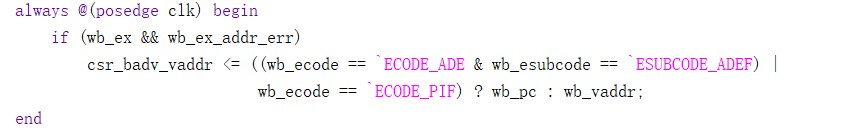 always @(posedge clk) begin
    if (wb_ex && wb_ex_addr_err)
        csr_badv_vaddr <= ((wb_ecode == `ECODE_ADE & wb_esubcode == `ESUBCODE_ADEF) |
                            wb_ecode == `ECODE_PIF) ? wb_pc : wb_vaddr;
end